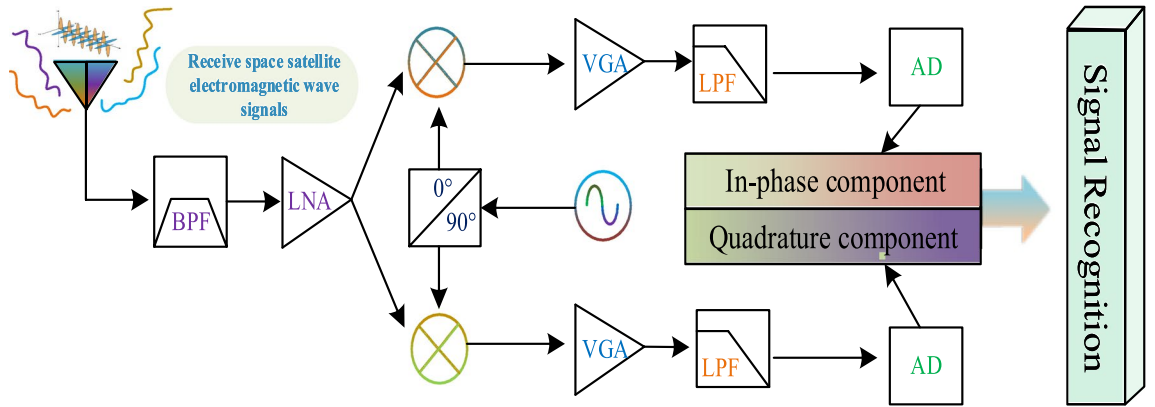 Receive space satellite
electromagnetic wave
signals
BPF
LNA
0°
90°
VGA
LPF
AD
In-phase component
Quadrature component
VGA
LPF
AD
Signal Recognition